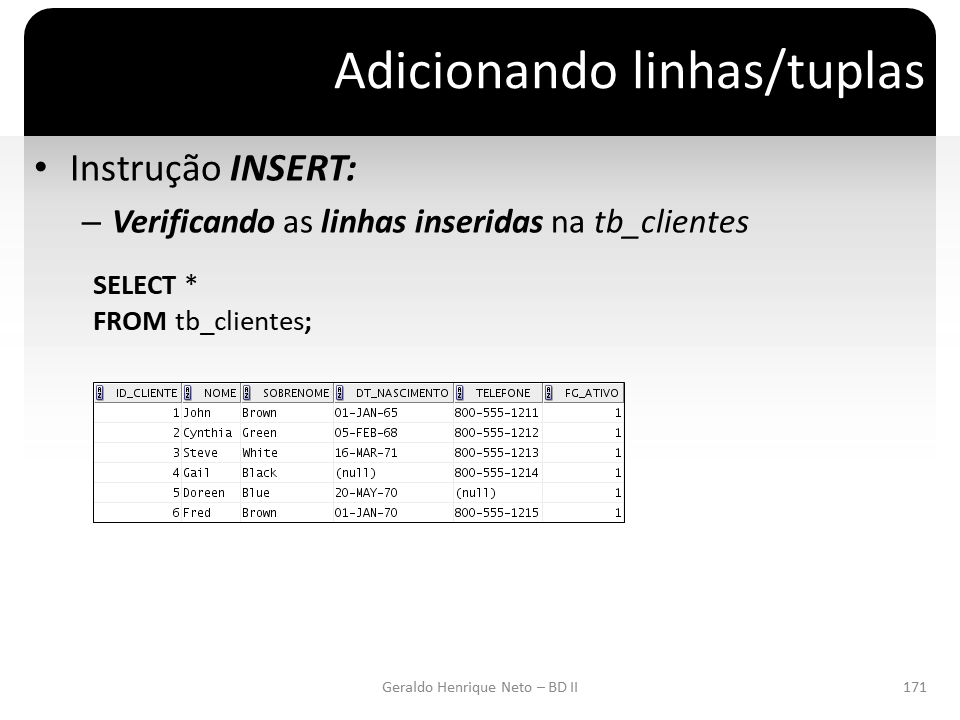 Adicionando linhas/tuplas
• Instrução INSERT:
– Verificando as linhas inseridas na tb_clientes
SELECT *
FROM tb_clientes;
ID_CLIENTE NOME SOBRENOME DT_NASCIMENTO TELEFONE FG_ATIVO
1 John Brown 01-JAN-65 800-555-1211 1
2 Cynthia Green 05-FEB-68 800-555-1212 1
3 Steve White 16-MAR-71 800-555-1213 1
4 Gail Black (null) 800-555-1214 1
5 Doreen Blue 20-MAY-70 (null) 1
6 Fred Brown 01-JAN-70 800-555-1215 1
Geraldo Henrique Neto – BD II 171